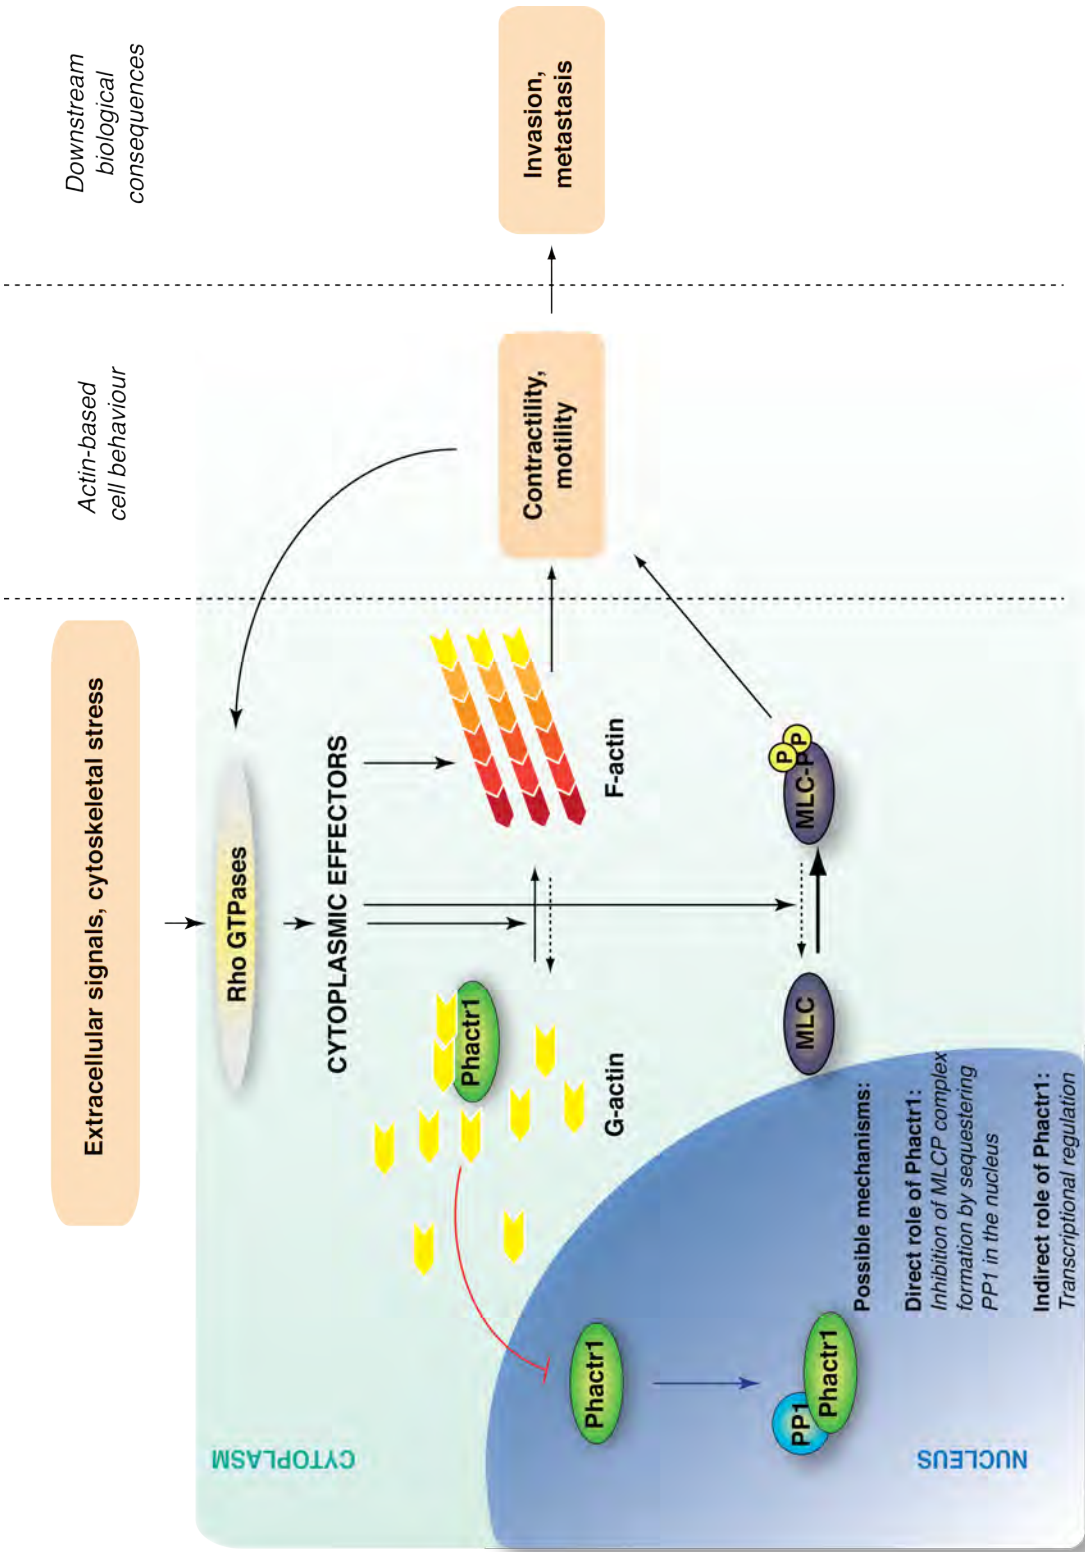 Extracellular signals, cytoskeletal stress
Actin-based
cell behaviour
Downstream
biological
consequences
CYTOPLASM
Rho GTPases
CYTOPLASMIC EFFECTORS
Phactr1
G-actin
F-actin
Contractility,
motility
Invasion,
metastasis
Phactr1
PP1
Phactr1
MLC
MLC-P
P
P
Possible mechanisms:
Direct role of Phactr1:
Inhibition of MLCP complex
formation by sequestering
PP1 in the nucleus
Indirect role of Phactr1:
Transcriptional regulation
NUCLEUS